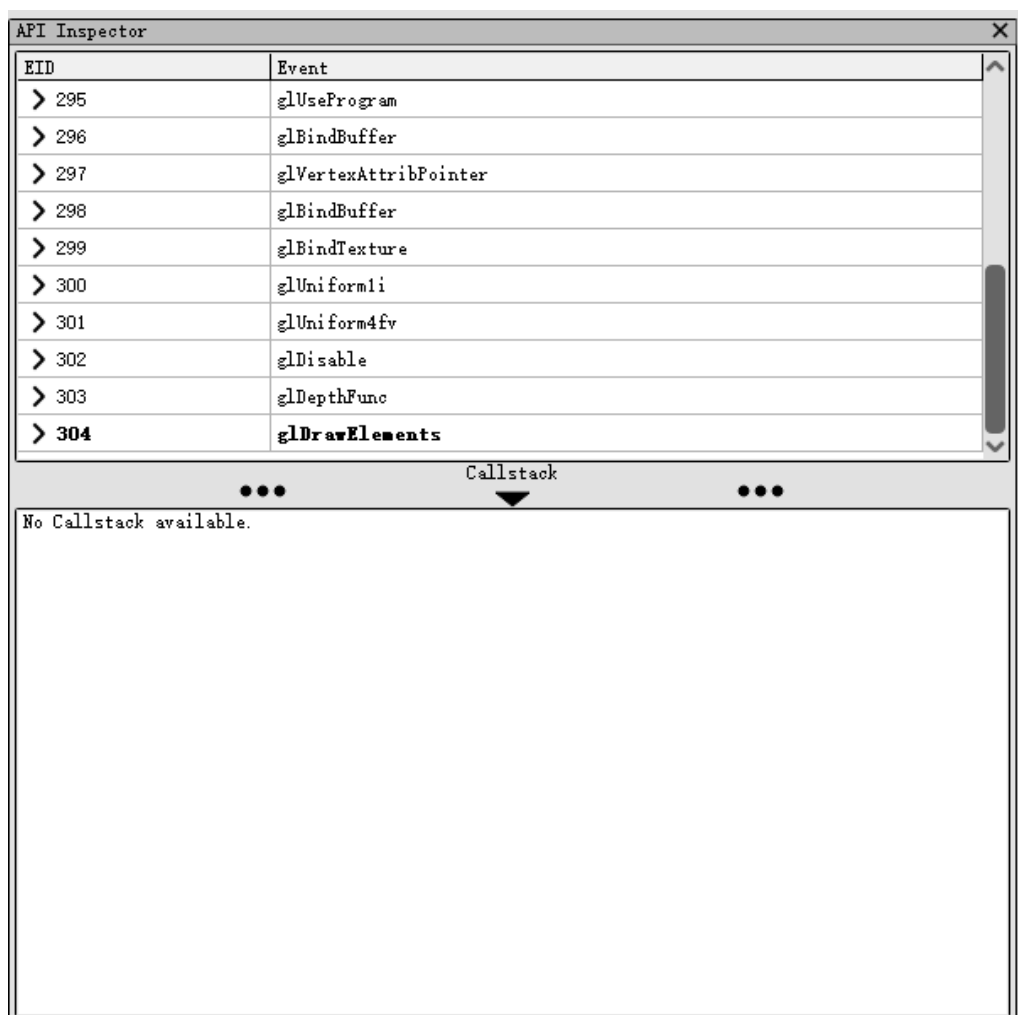 API Inspector
EID Event
295 glUseProgram
296 glBindBuffer
297 glVertexAttribPointer
298 glBindBuffer
299 glBindTexture
300 glUniform1i
301 glUniform4fv
302 glDisable
303 glDepthFunc
304 glDrawElements
Callstack
No Callstack available.